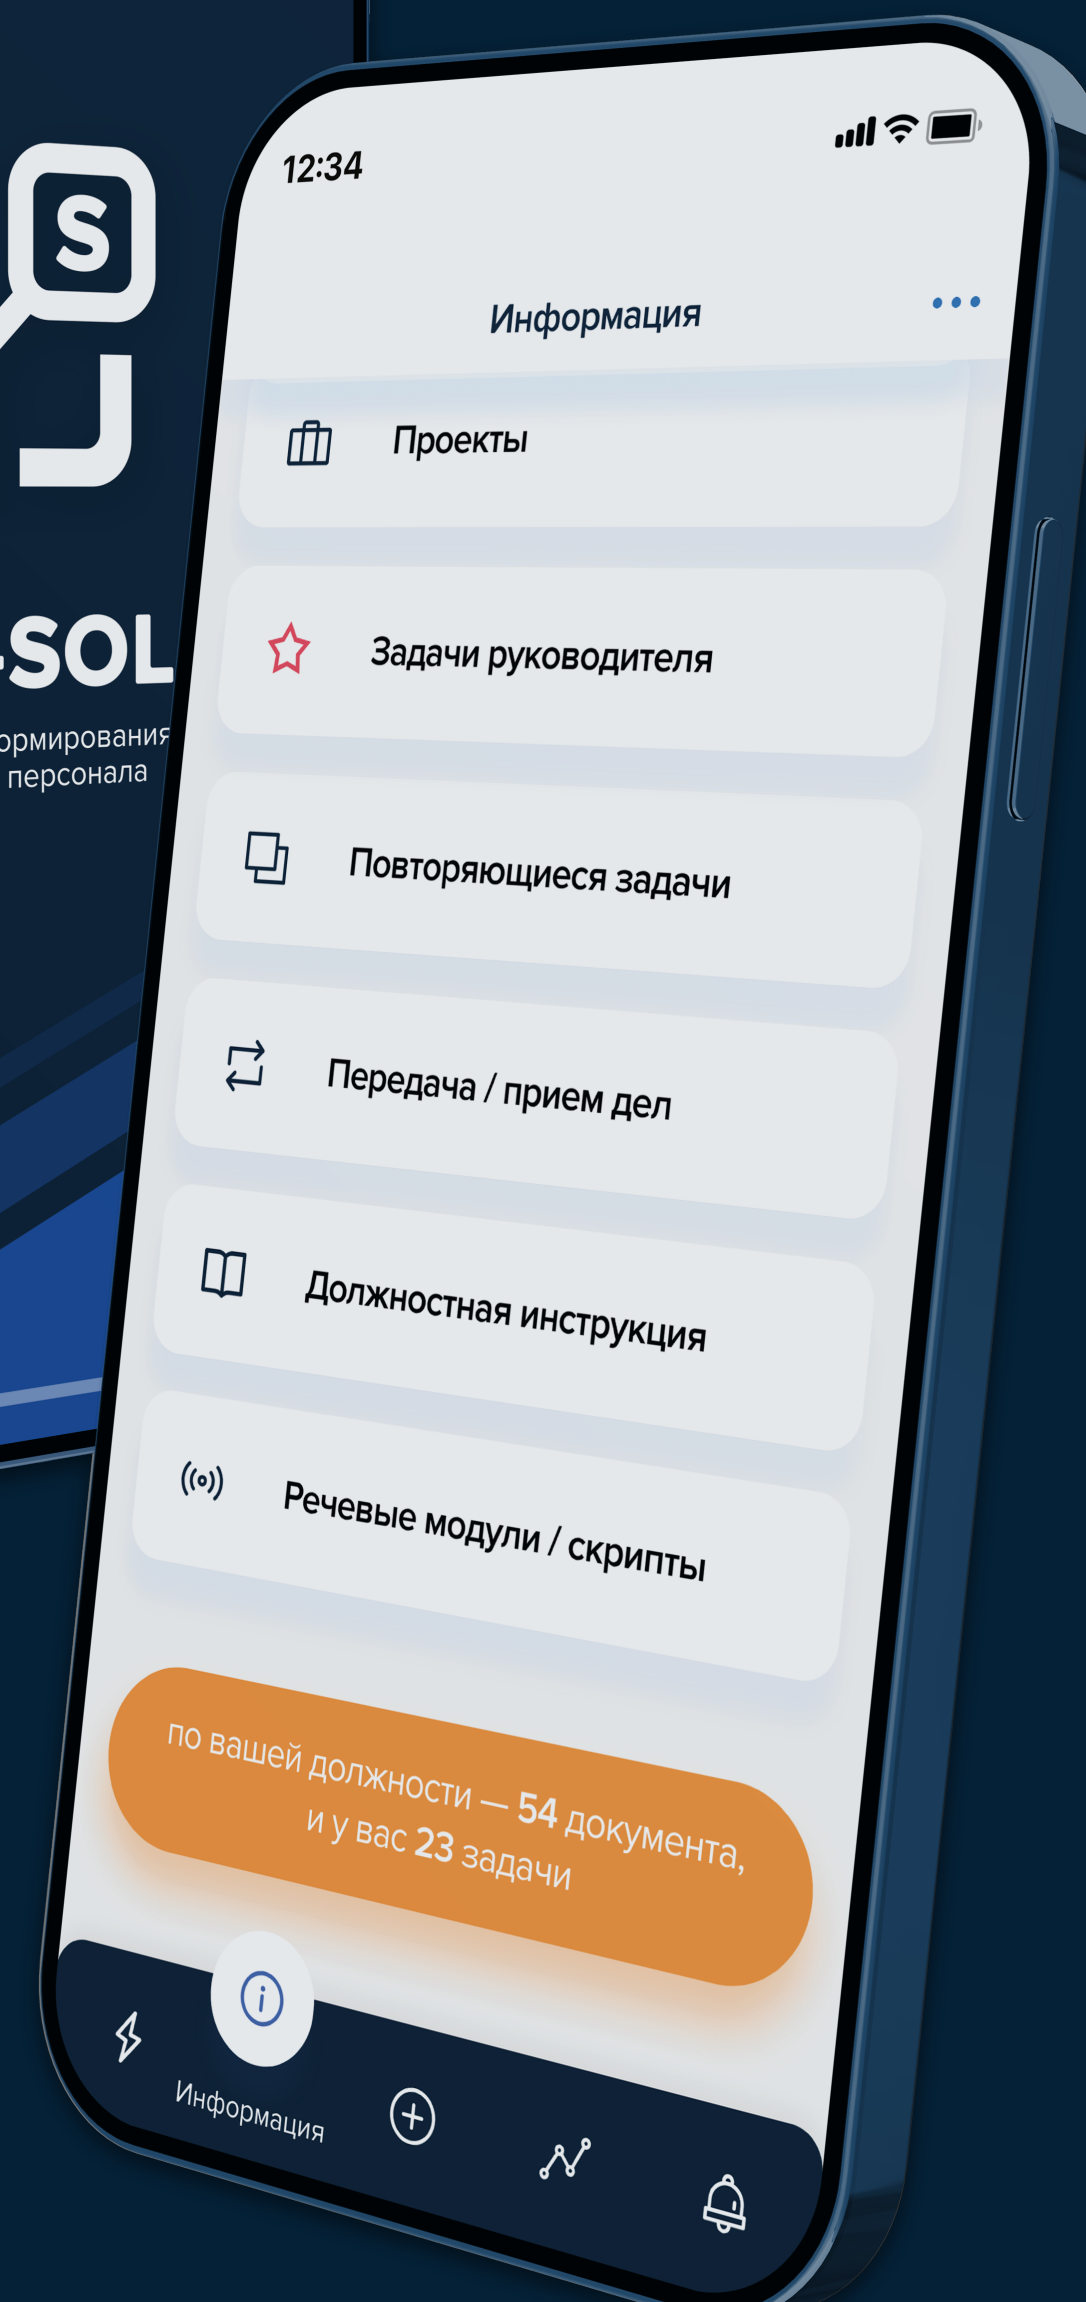 S
SOL
ормирования
персонала
12:34
Информация
Проекты
Задачи руководителя
Повторяющиеся задачи
Передача / прием дел
Должностная инструкция
Речевые модули / скрипты
по вашей должности — 54 документа,
и у вас 23 задачи
Информация